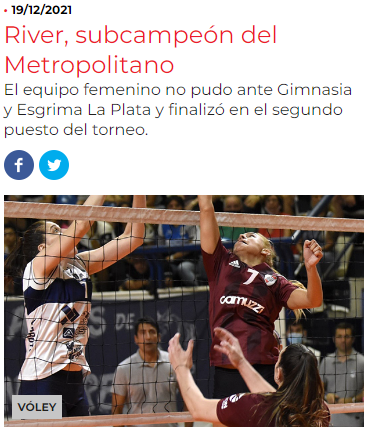 • 19/12/2021
River, subcampeón del
Metropolitano
El equipo femenino no pudo ante Gimnasia
y Esgrima La Plata y finalizó en el segundo
puesto del torneo.
7
camuzzi
VÓLEY